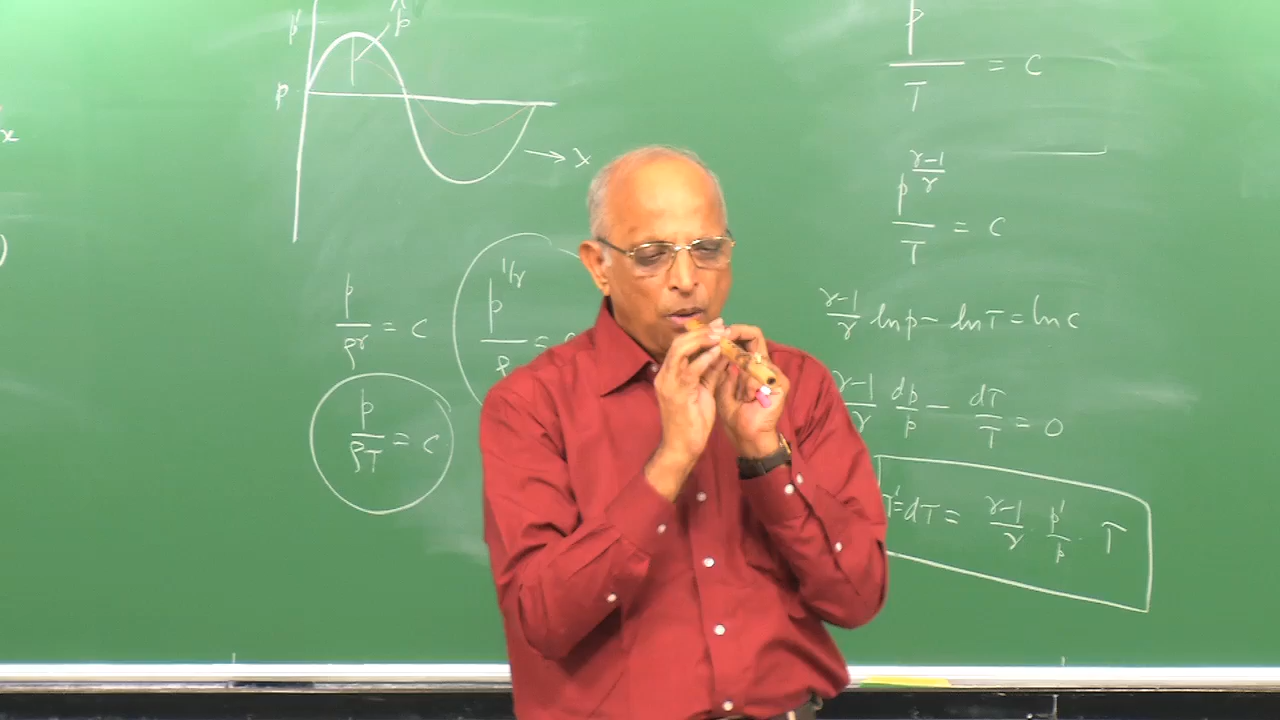 x
)
p'
p̂
p
→ x
p/ρ^γ = c
p^1/γ / ρ =
p/ρT = c
p/T = c
p^(γ-1)/γ / T = c
γ-1/γ ln p - ln T = ln c
γ-1/γ dp/p - dT/T = 0
T' = dT = γ-1/γ · p'/p · T